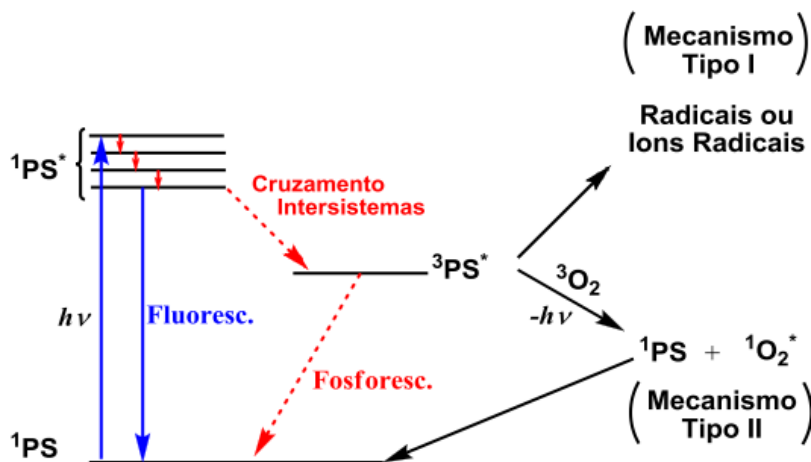 (Mecanismo
Tipo I)
Radicais ou
Ions Radicais
¹PS*
Cruzamento
Intersistemas
³PS*
³O₂
-hν
hν
Fluoresc.
¹PS + ¹O₂*
Fosforesc.
(Mecanismo
Tipo II)
¹PS